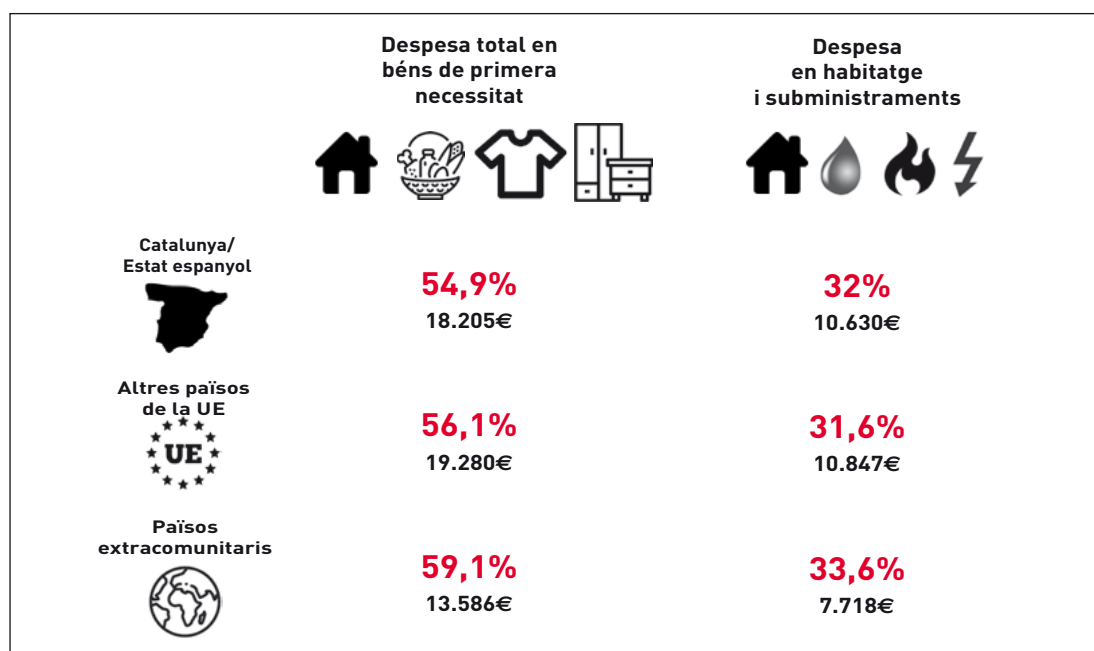 Despesa total en
béns de primera
necessitat
Despesa
en habitatge
i subministraments
Catalunya/
Estat espanyol
54,9%
18.205€
32%
10.630€
Altres països
de la UE
UE
56,1%
19.280€
31,6%
10.847€
Països
extracomunitaris
59,1%
13.586€
33,6%
7.718€